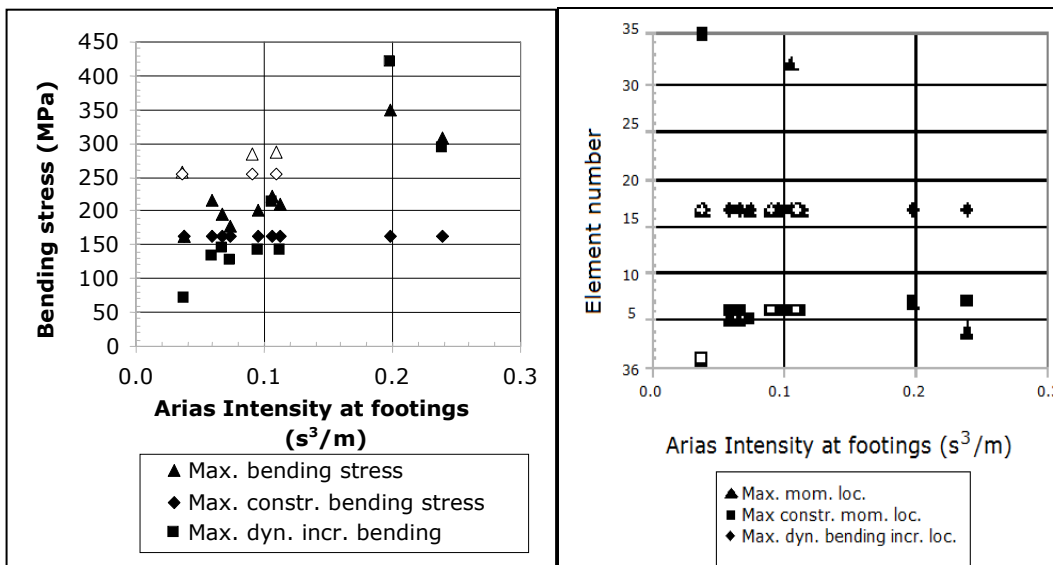 Bending stress (MPa)
450
400
350
300
250
200
150
100
50
0
0.0 0.1 0.2 0.3
Arias Intensity at footings
(s³/m)
▲ Max. bending stress
◆ Max. constr. bending stress
■ Max. dyn. incr. bending
Element number
35
30
25
20
15
10
5
36
0.0 0.1 0.2 0.3
Arias Intensity at footings (s³/m)
▲ Max. mom. loc.
■ Max constr. mom. loc.
◆ Max. dyn. bending incr. loc.